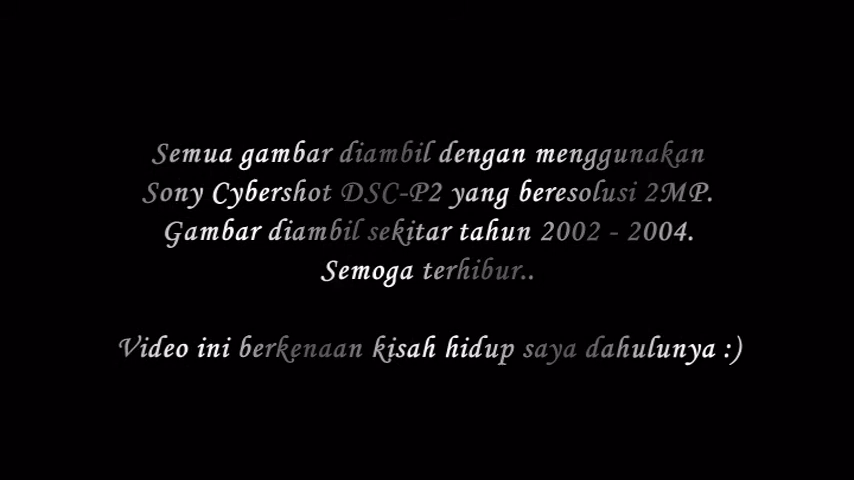 Semua gambar diambil dengan menggunakan
Sony Cybershot DSC-P2 yang beresolusi 2MP.
Gambar diambil sekitar tahun 2002 - 2004.
Semoga terhibur..
Video ini berkenaan kisah hidup saya dahulunya :)